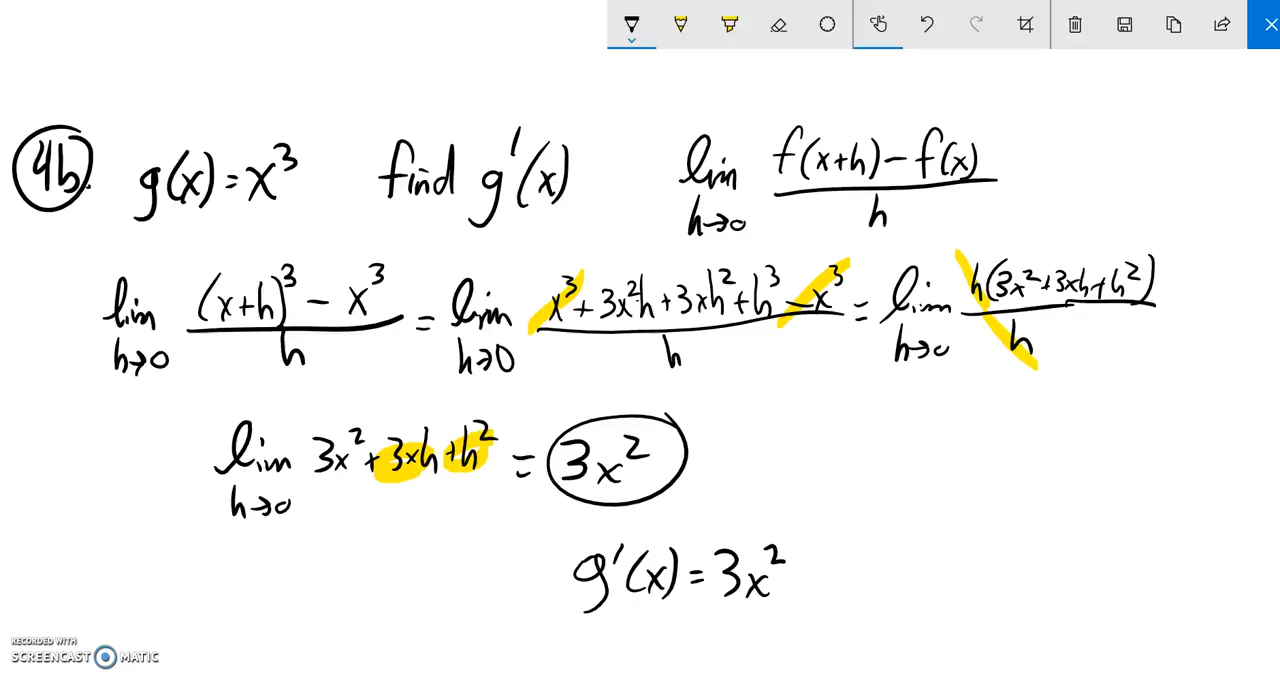 4b. g(x)=x³ find g'(x) lim h→0 f(x+h)-f(x) / h
lim h→0 (x+h)³ - x³ / h = lim h→0 x³+3x²h+3xh²+h³-x³ / h = lim h→0 h(3x²+3xh+h²) / h
lim h→0 3x²+3xh+h² = 3x²
g'(x)=3x²
RECORDED WITH
SCREENCAST MATIC